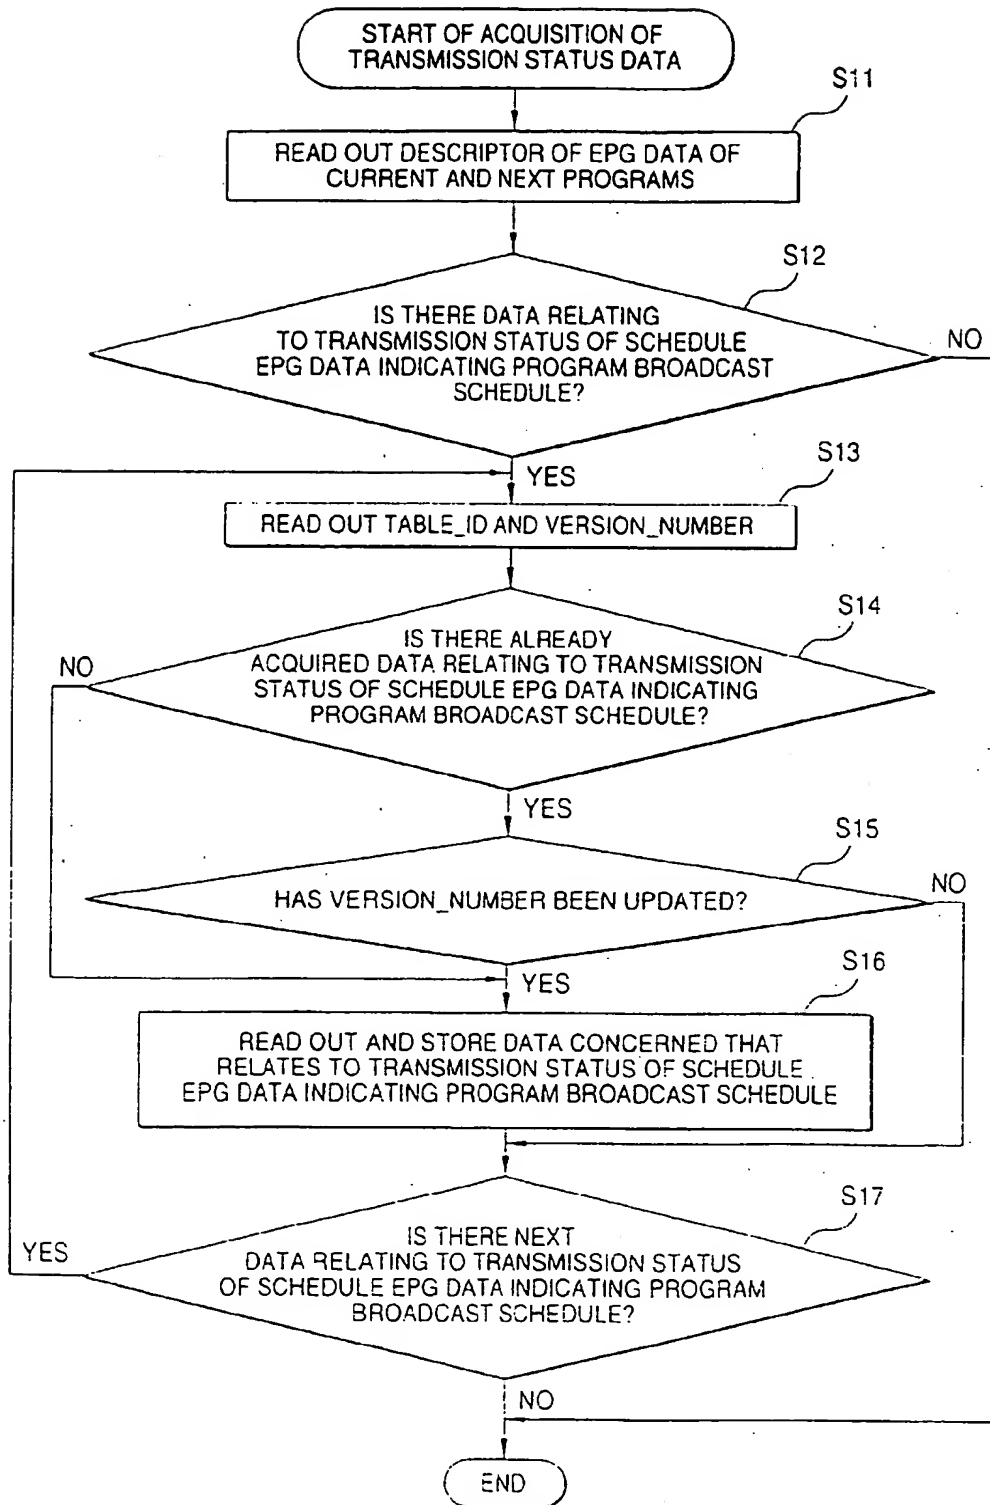 START OF ACQUISITION OF
TRANSMISSION STATUS DATA
S11
READ OUT DESCRIPTOR OF EPG DATA OF
CURRENT AND NEXT PROGRAMS
S12
IS THERE DATA RELATING
TO TRANSMISSION STATUS OF SCHEDULE
EPG DATA INDICATING PROGRAM BROADCAST
SCHEDULE?
NO
YES
S13
READ OUT TABLE_ID AND VERSION_NUMBER
S14
IS THERE ALREADY
ACQUIRED DATA RELATING TO TRANSMISSION
STATUS OF SCHEDULE EPG DATA INDICATING
PROGRAM BROADCAST SCHEDULE?
NO
YES
S15
HAS VERSION_NUMBER BEEN UPDATED?
NO
YES
S16
READ OUT AND STORE DATA CONCERNED THAT
RELATES TO TRANSMISSION STATUS OF SCHEDULE
EPG DATA INDICATING PROGRAM BROADCAST SCHEDULE
S17
IS THERE NEXT
DATA RELATING TO TRANSMISSION STATUS
OF SCHEDULE EPG DATA INDICATING PROGRAM
BROADCAST SCHEDULE?
YES
NO
END